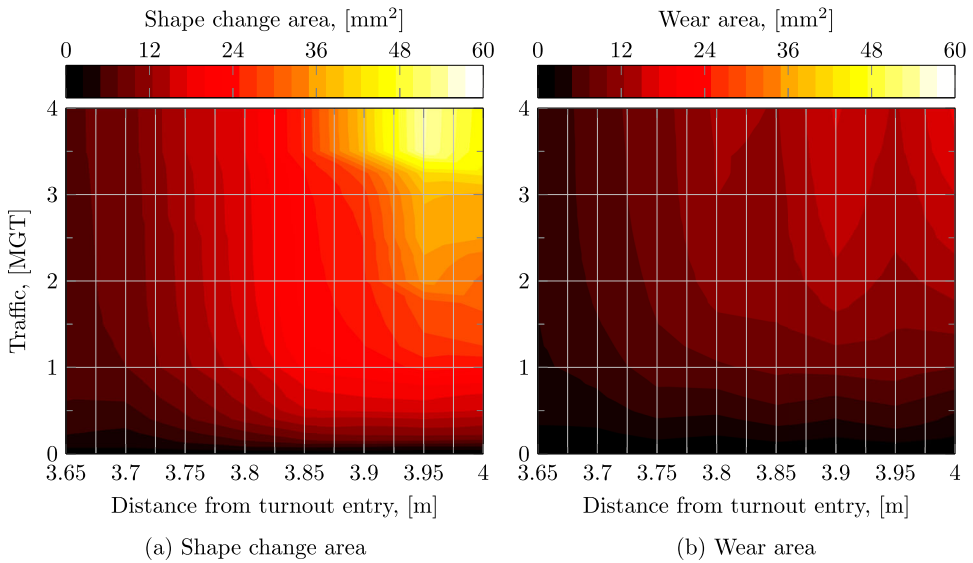 Shape change area, [mm²]
0 12 24 36 48 60
4
3
2
1
0
Traffic, [MGT]
3.65 3.7 3.75 3.8 3.85 3.9 3.95 4
Distance from turnout entry, [m]
(a) Shape change area
Wear area, [mm²]
0 12 24 36 48 60
4
3
2
1
0
3.65 3.7 3.75 3.8 3.85 3.9 3.95 4
Distance from turnout entry, [m]
(b) Wear area